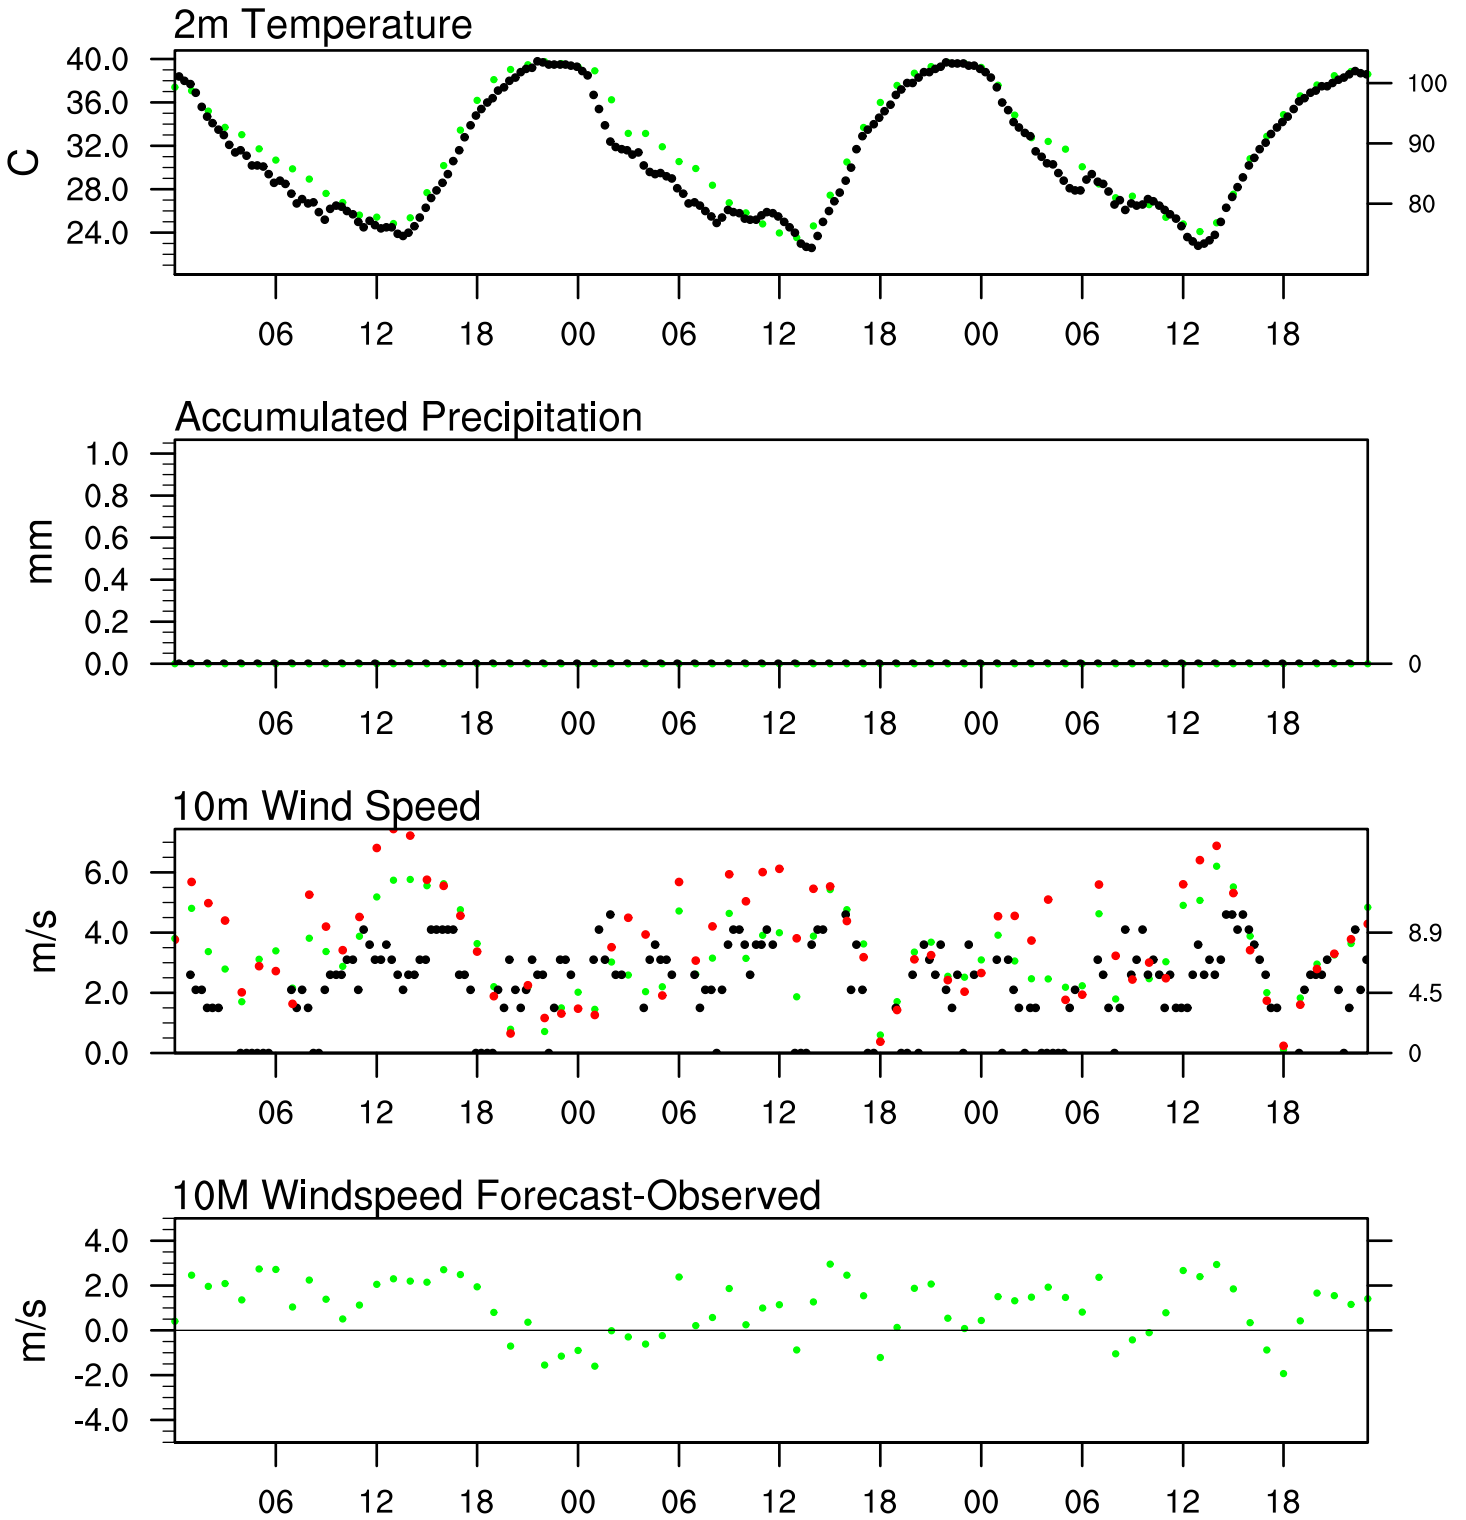 2m Temperature
40.0
36.0
32.0
28.0
24.0
C
100
90
80
06 12 18 00 06 12 18 00 06 12 18
Accumulated Precipitation
1.0
0.8
0.6
0.4
0.2
0.0
mm
0
06 12 18 00 06 12 18 00 06 12 18
10m Wind Speed
6.0
4.0
2.0
0.0
m/s
8.9
4.5
0
06 12 18 00 06 12 18 00 06 12 18
10M Windspeed Forecast-Observed
4.0
2.0
0.0
-2.0
-4.0
m/s
06 12 18 00 06 12 18 00 06 12 18